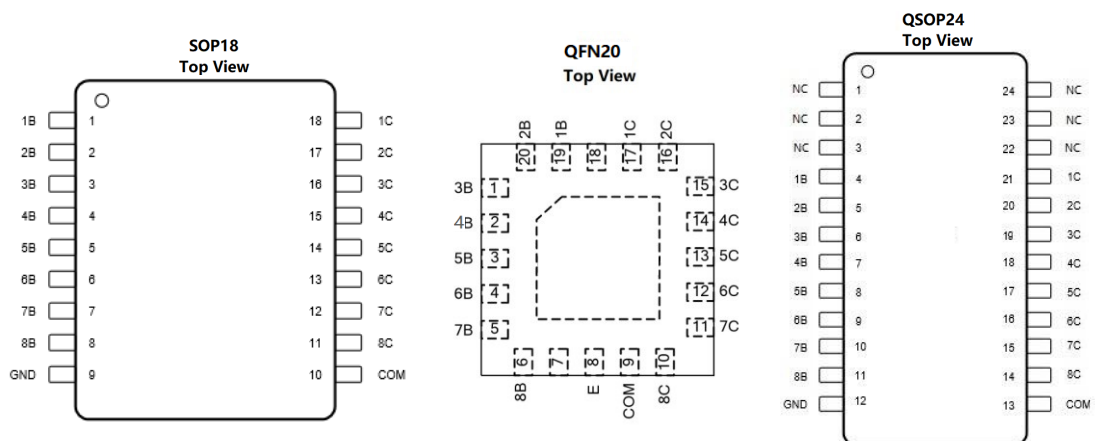 SOP18
Top View
1B 1 18 1C
2B 2 17 2C
3B 3 16 3C
4B 4 15 4C
5B 5 14 5C
6B 6 13 6C
7B 7 12 7C
8B 8 11 8C
GND 9 10 COM
QFN20
Top View
2B 1B 1C 2C
20 19 18 17 16
3B 1 15 3C
4B 2 14 4C
5B 3 13 5C
6B 4 12 6C
7B 5 11 7C
6 7 8 9 10
8B E COM 8C
QSOP24
Top View
NC 1 24 NC
NC 2 23 NC
NC 3 22 NC
1B 4 21 1C
2B 5 20 2C
3B 6 19 3C
4B 7 18 4C
5B 8 17 5C
6B 9 16 6C
7B 10 15 7C
8B 11 14 8C
GND 12 13 COM